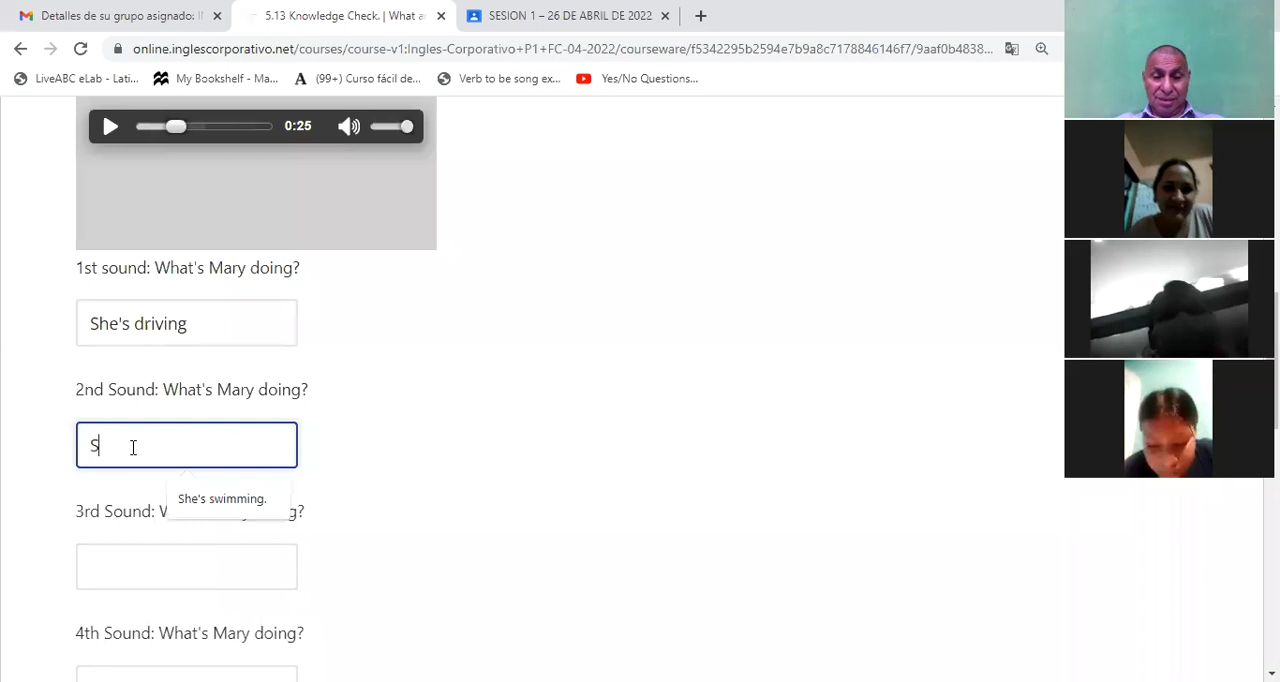 Detalles de su grupo asignado: I
5.13 Knowledge Check. | What a
SESION 1 – 26 DE ABRIL DE 2022
online.inglescorporativo.net/courses/course-v1:Ingles-Corporativo+P1+FC-04-2022/courseware/f5342295b2594e7b9a8c7178846146f7/9aaf0b4838...
LiveABC eLab - Lati...
My Bookshelf - Ma...
(99+) Curso fácil de...
Verb to be song ex...
Yes/No Questions...
0:25
1st sound: What's Mary doing?
She's driving
2nd Sound: What's Mary doing?
S
She's swimming.
3rd Sound: g?
4th Sound: What's Mary doing?